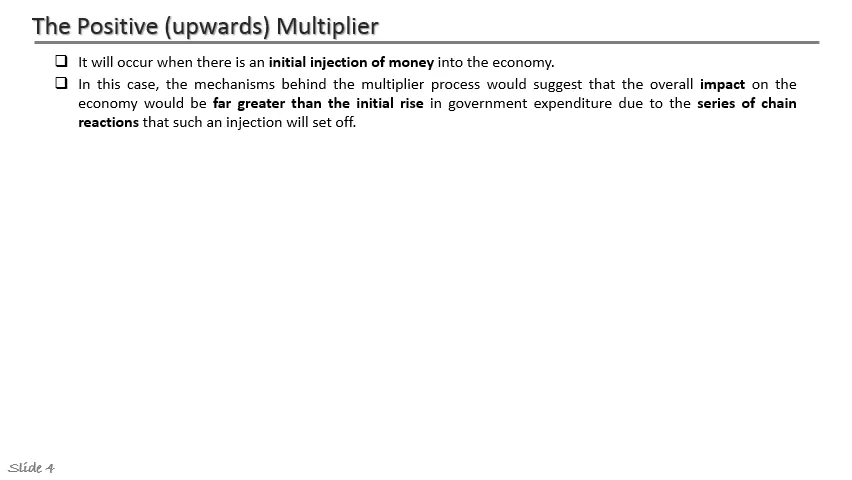 The Positive (upwards) Multiplier
❑ It will occur when there is an initial injection of money into the economy.
❑ In this case, the mechanisms behind the multiplier process would suggest that the overall impact on the
economy would be far greater than the initial rise in government expenditure due to the series of chain
reactions that such an injection will set off.
Slide 4